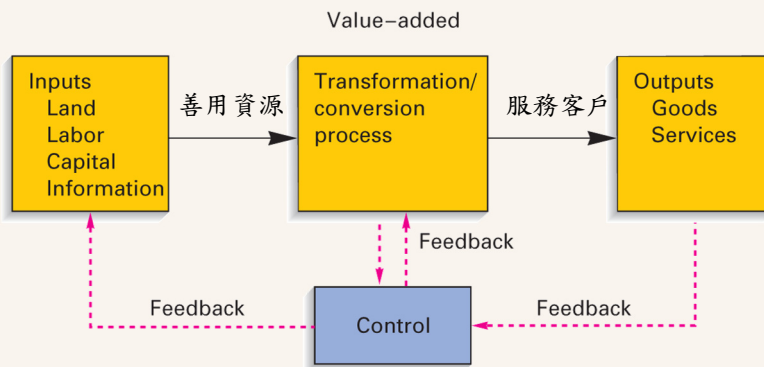 Value–added
Inputs
Land
Labor
Capital
Information
善用資源
Transformation/
conversion
process
服務客戶
Outputs
Goods
Services
Feedback
Feedback
Control
Feedback